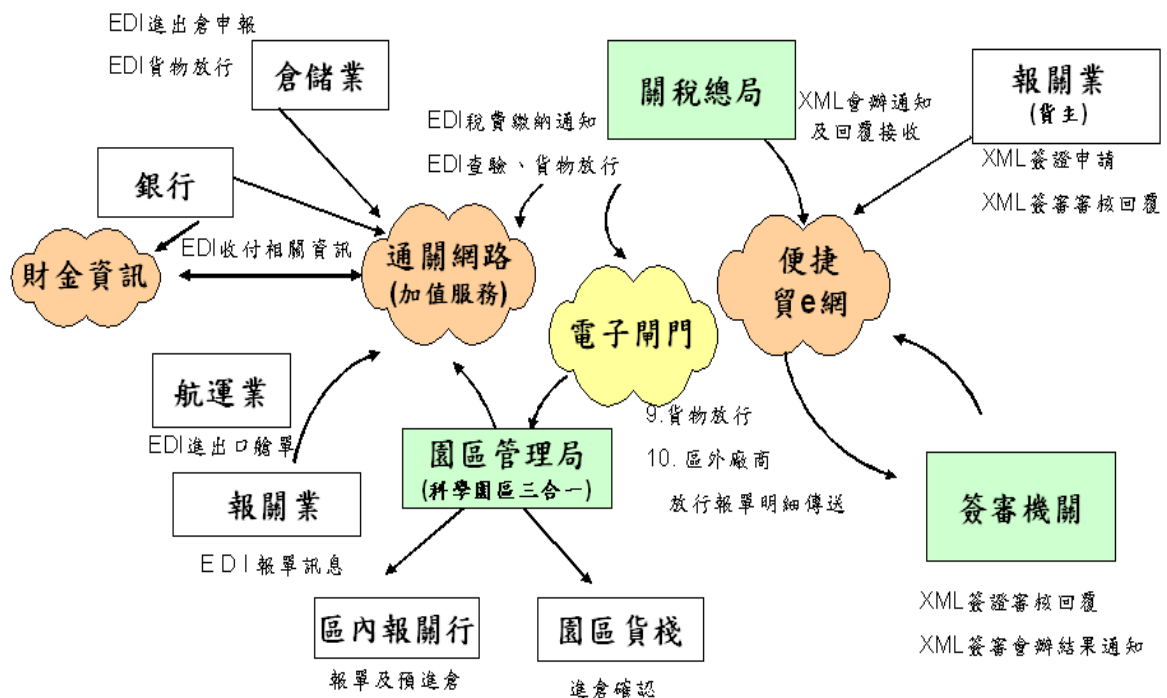 EDI進出倉申報
EDI貨物放行
倉儲業
關稅總局
報關業
(貨主)
XML會辦通知
及回覆接收
EDI稅費繳納通知
EDI查驗、貨物放行
XML簽證申請
XML簽審審核回覆
銀行
EDI收付相關資訊
財金資訊
通關網路
(加值服務)
便捷
貿e網
電子閘門
航運業
EDI進出口艙單
報關業
EDI報單訊息
園區管理局
(科學園區三合一)
9.貨物放行
10. 區外廠商
放行報單明細傳送
簽審機關
XML簽證審核回覆
XML簽審會辦結果通知
區內報關行
報單及預進倉
園區貨棧
進倉確認